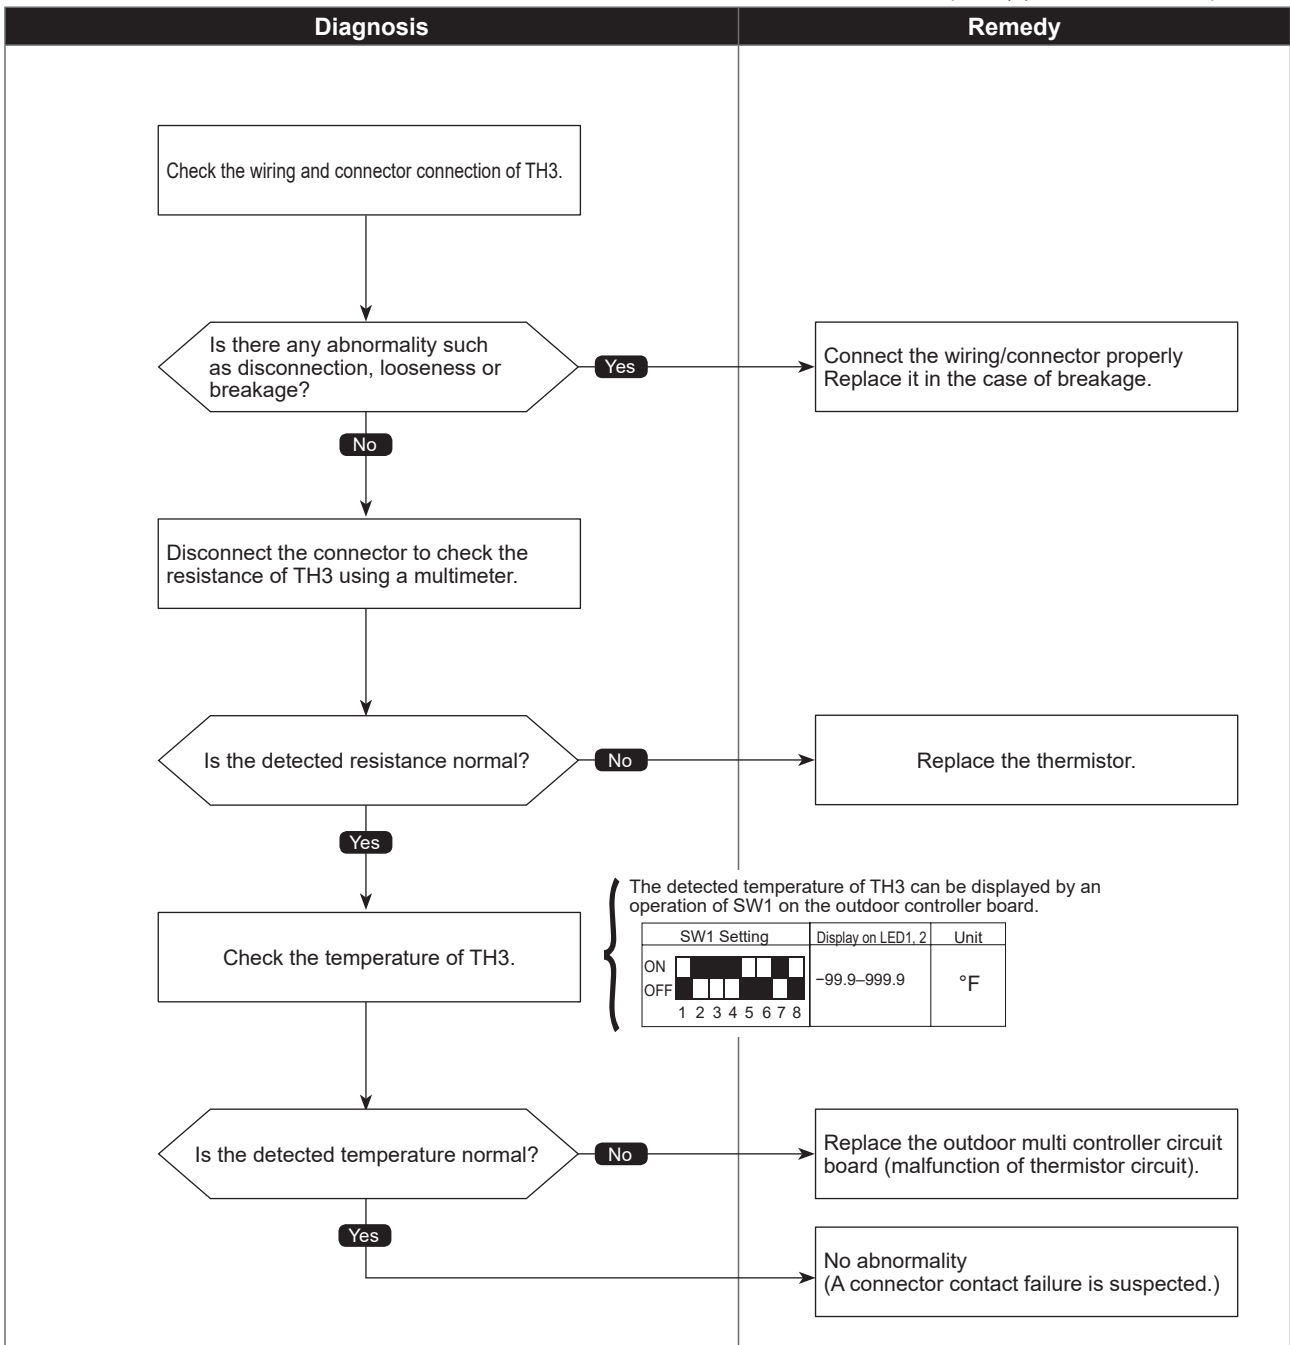 Diagnosis
Remedy
Check the wiring and connector connection of TH3.
Is there any abnormality such
as disconnection, looseness or
breakage?
Yes
Connect the wiring/connector properly
Replace it in the case of breakage.
No
Disconnect the connector to check the
resistance of TH3 using a multimeter.
Is the detected resistance normal?
No
Replace the thermistor.
Yes
The detected temperature of TH3 can be displayed by an
operation of SW1 on the outdoor controller board.
SW1 Setting
Display on LED1, 2
Unit
ON
OFF
1 2 3 4 5 6 7 8
−99.9–999.9
°F
Check the temperature of TH3.
Is the detected temperature normal?
No
Replace the outdoor multi controller circuit
board (malfunction of thermistor circuit).
Yes
No abnormality
(A connector contact failure is suspected.)